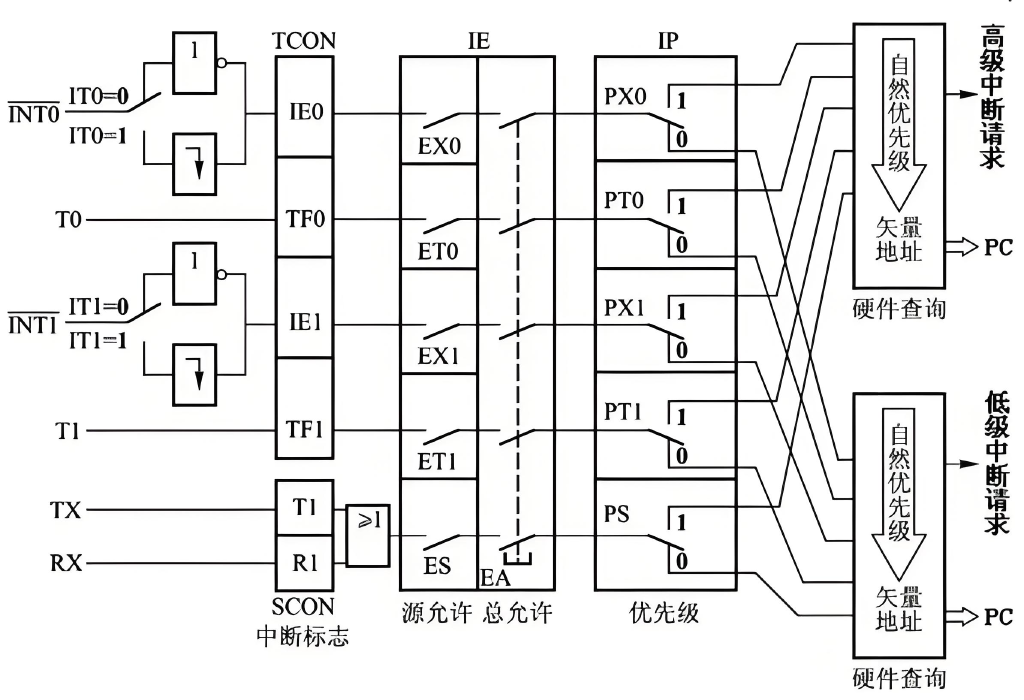 TCON
IE
IP
INT0
IT0=0
IT0=1
1
IE0
EX0
PX0
1
0
T0
TF0
ET0
PT0
1
0
INT1
IT1=0
IT1=1
1
IE1
EX1
PX1
1
0
T1
TF1
ET1
PT1
1
0
TX
T1
≥1
RX
R1
ES
EA
PS
1
0
SCON
中断标志
源允许
总允许
优先级
自然优先级
矢量
地址
高级中断请求
PC
硬件查询
自然优先级
矢量
地址
低级中断请求
PC
硬件查询